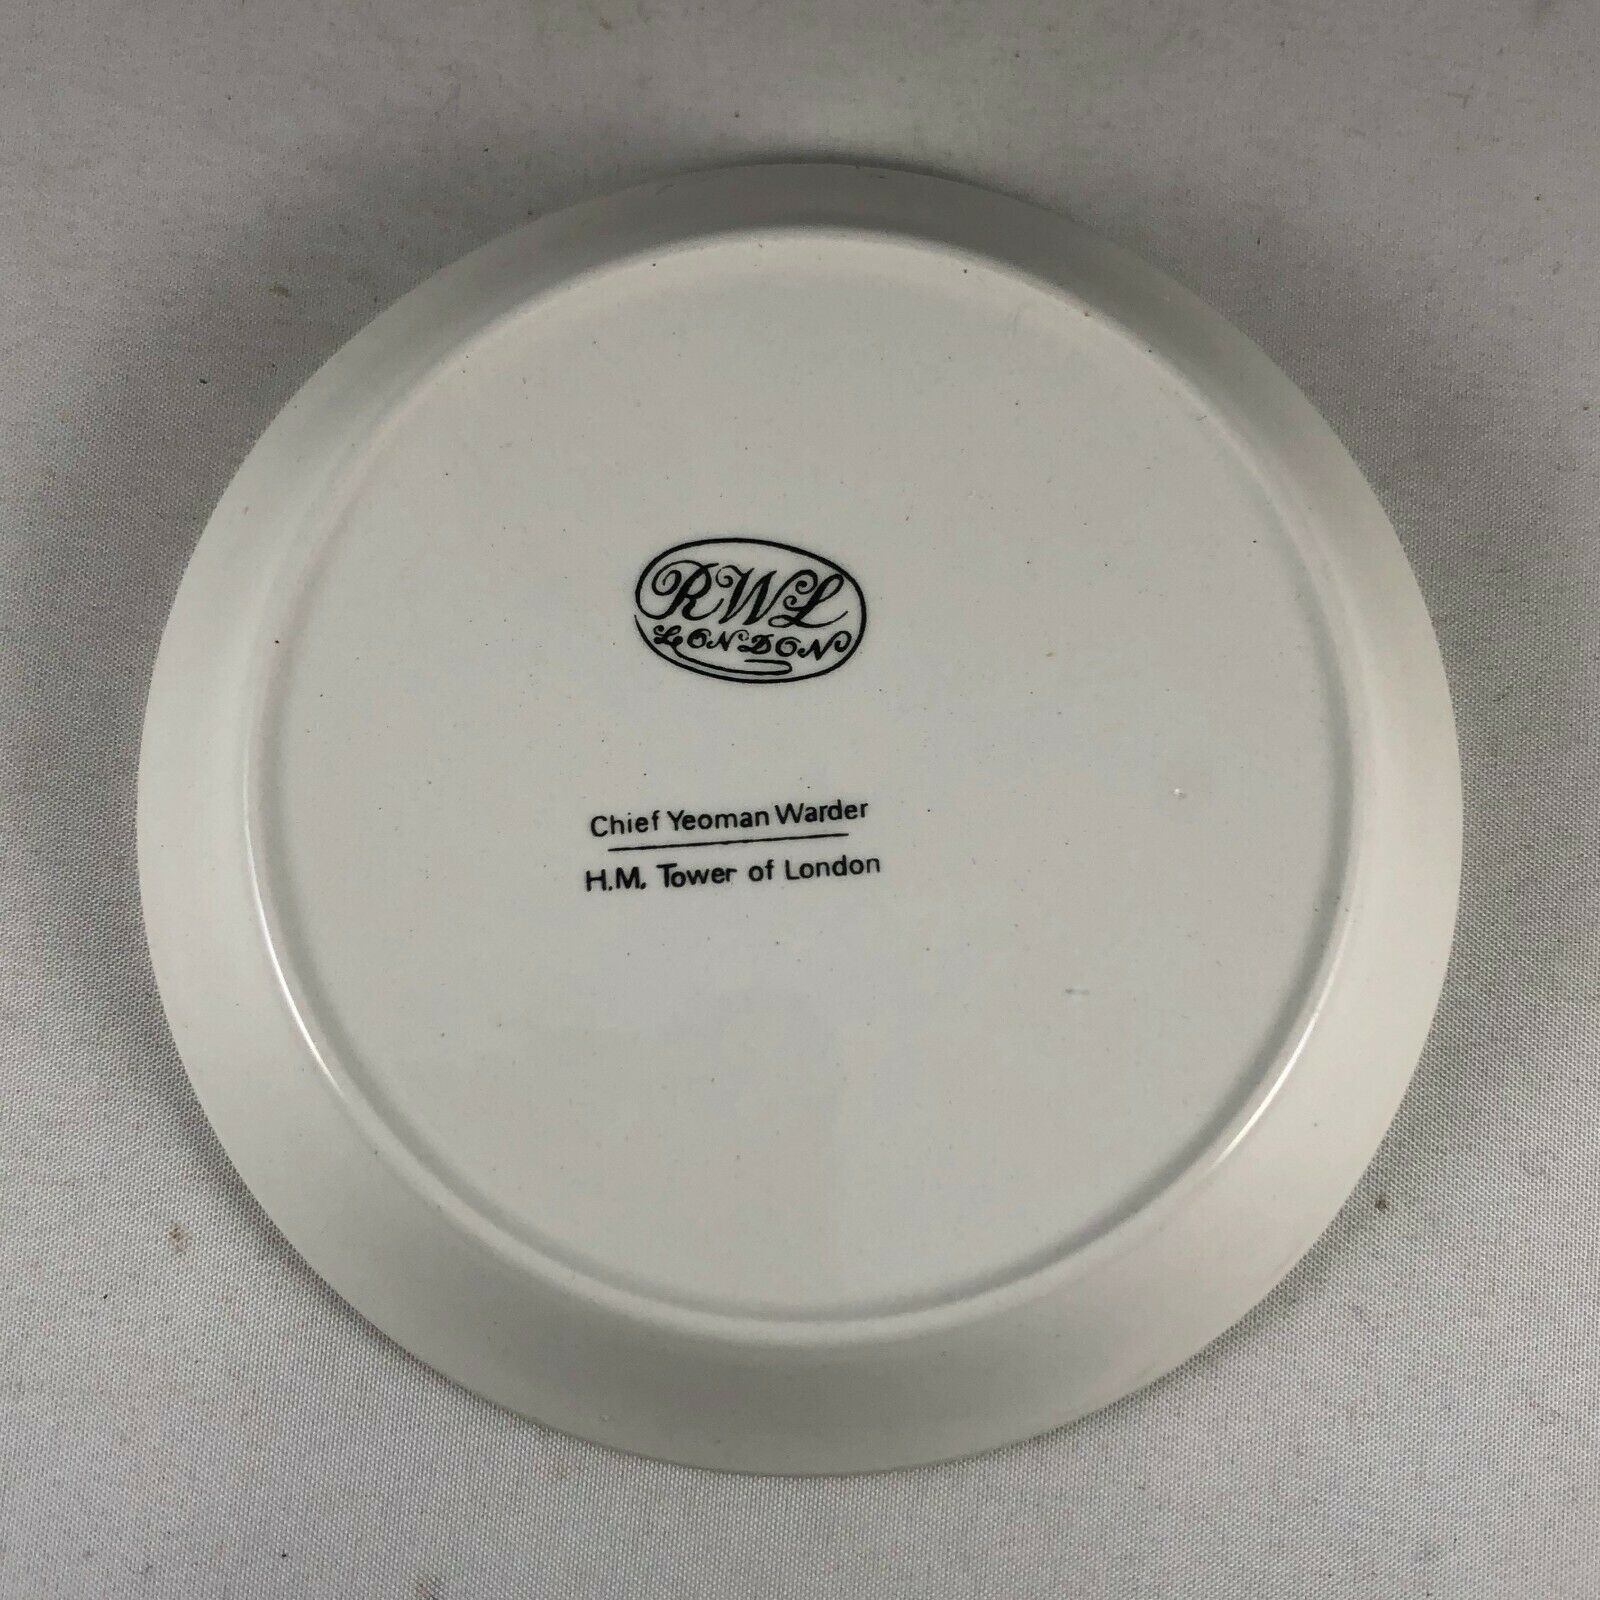 RWL
LONDON
Chief Yeoman Warder
H.M. Tower of London